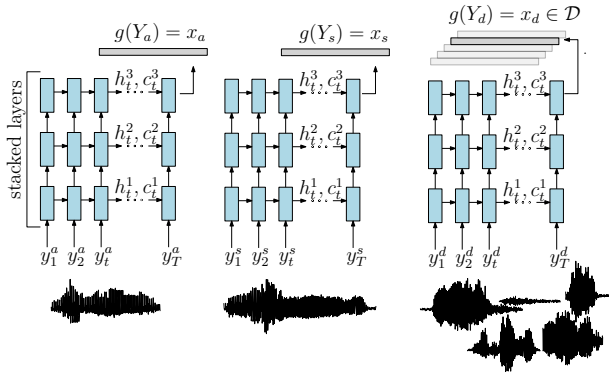 g(Y_a) = x_a
g(Y_s) = x_s
g(Y_d) = x_d ∈ 𝒟
stacked layers
h_t^3, c_t^3
h_t^3, c_t^3
h_t^3, c_t^3
h_t^2, c_t^2
h_t^2, c_t^2
h_t^2, c_t^2
h_t^1, c_t^1
h_t^1, c_t^1
h_t^1, c_t^1
y_1^a y_2^a y_t^a y_T^a
y_1^s y_2^s y_t^s y_T^s
y_1^d y_2^d y_t^d y_T^d